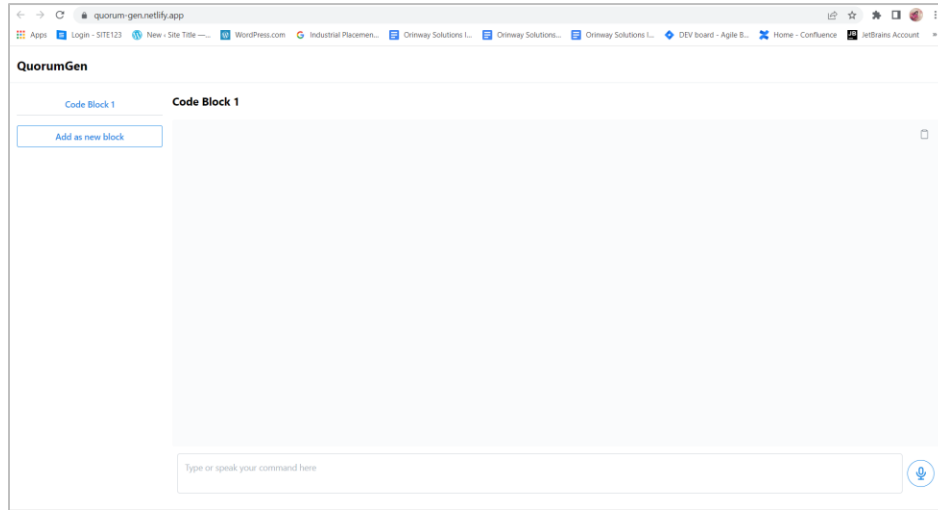 quorum-gen.netlify.app
Apps Login - SITE123 New - Site Title —... WordPress.com Industrial Placemen... Orinway Solutions I... Orinway Solutions... Orinway Solutions I... DEV board - Agile B... Home - Confluence JetBrains Account »
QuorumGen
Code Block 1
Code Block 1
Add as new block
Type or speak your command here